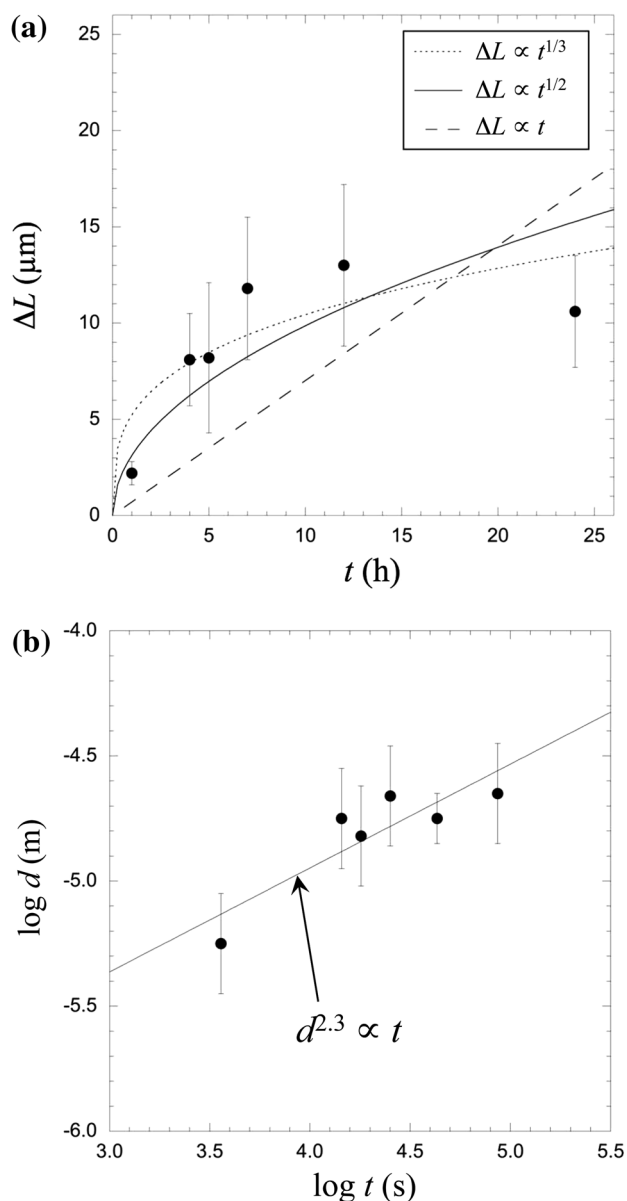 (a)
ΔL ∝ t^{1/3}
ΔL ∝ t^{1/2}
ΔL ∝ t
25
20
15
10
5
0
ΔL (μm)
0 5 10 15 20 25
t (h)
(b)
-4.0
-4.5
-5.0
-5.5
-6.0
log d (m)
d^{2.3} ∝ t
3.0 3.5 4.0 4.5 5.0 5.5
log t (s)